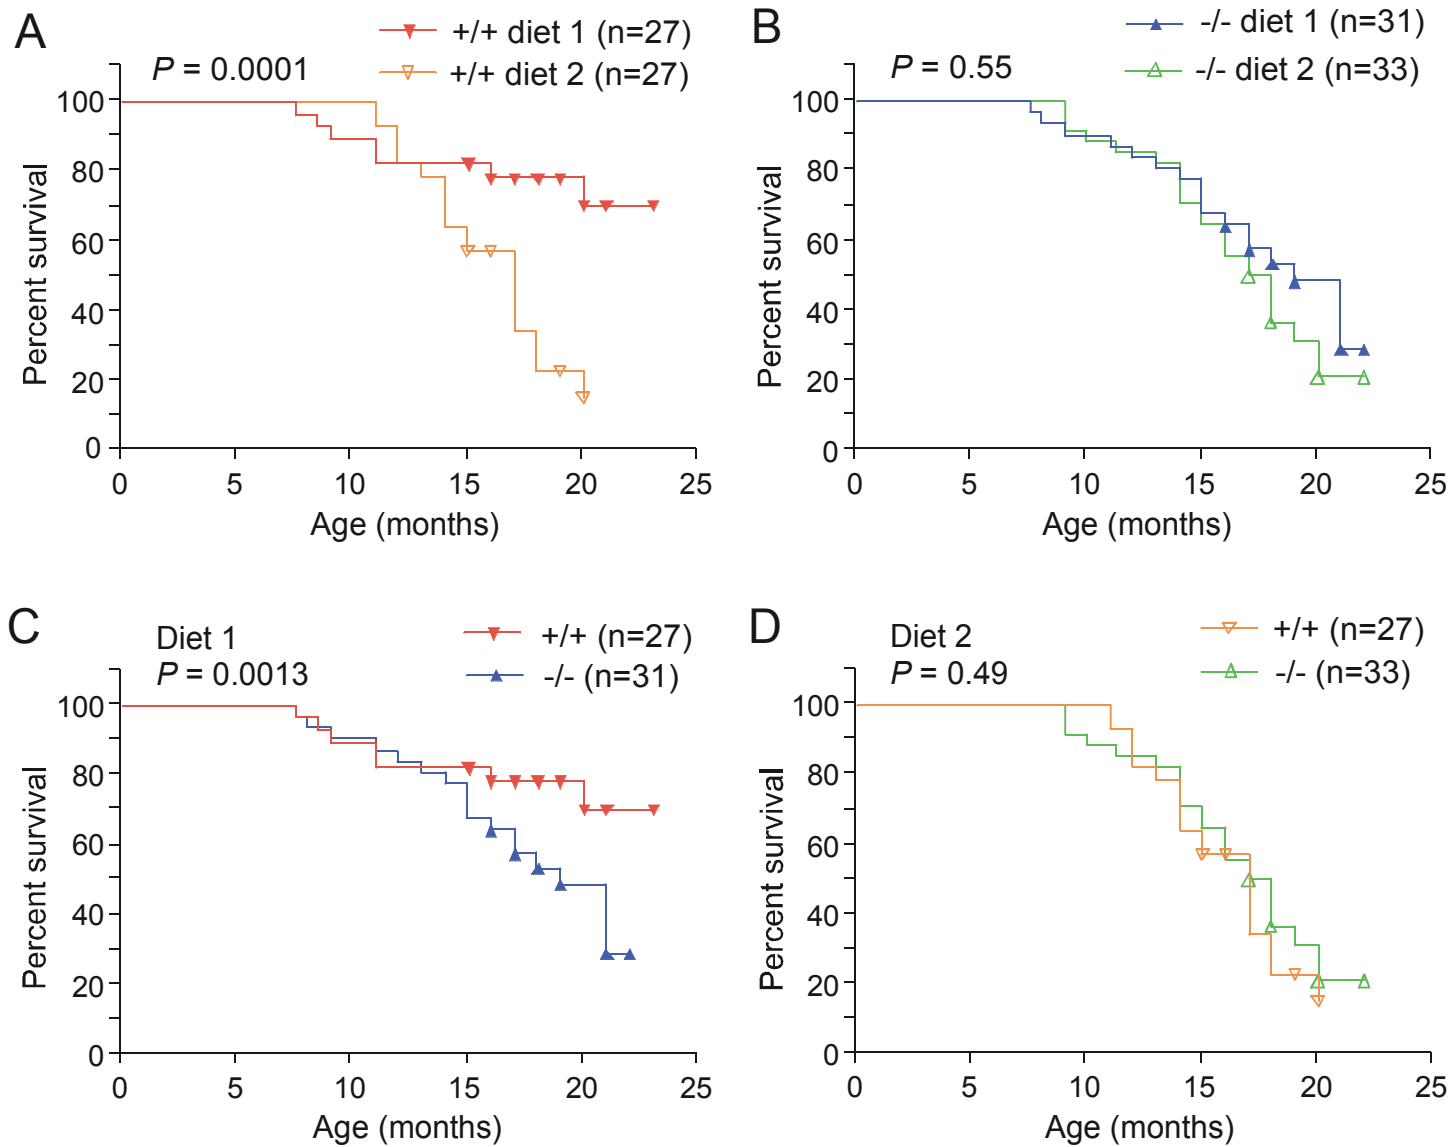 A
+/+ diet 1 (n=27)
+/+ diet 2 (n=27)
P = 0.0001
100
80
60
40
20
0
Percent survival
0 5 10 15 20 25
Age (months)
B
-/- diet 1 (n=31)
-/- diet 2 (n=33)
P = 0.55
100
80
60
40
20
0
Percent survival
0 5 10 15 20 25
Age (months)
C
Diet 1
P = 0.0013
+/+ (n=27)
-/- (n=31)
100
80
60
40
20
0
Percent survival
0 5 10 15 20 25
Age (months)
D
Diet 2
P = 0.49
+/+ (n=27)
-/- (n=33)
100
80
60
40
20
0
Percent survival
0 5 10 15 20 25
Age (months)